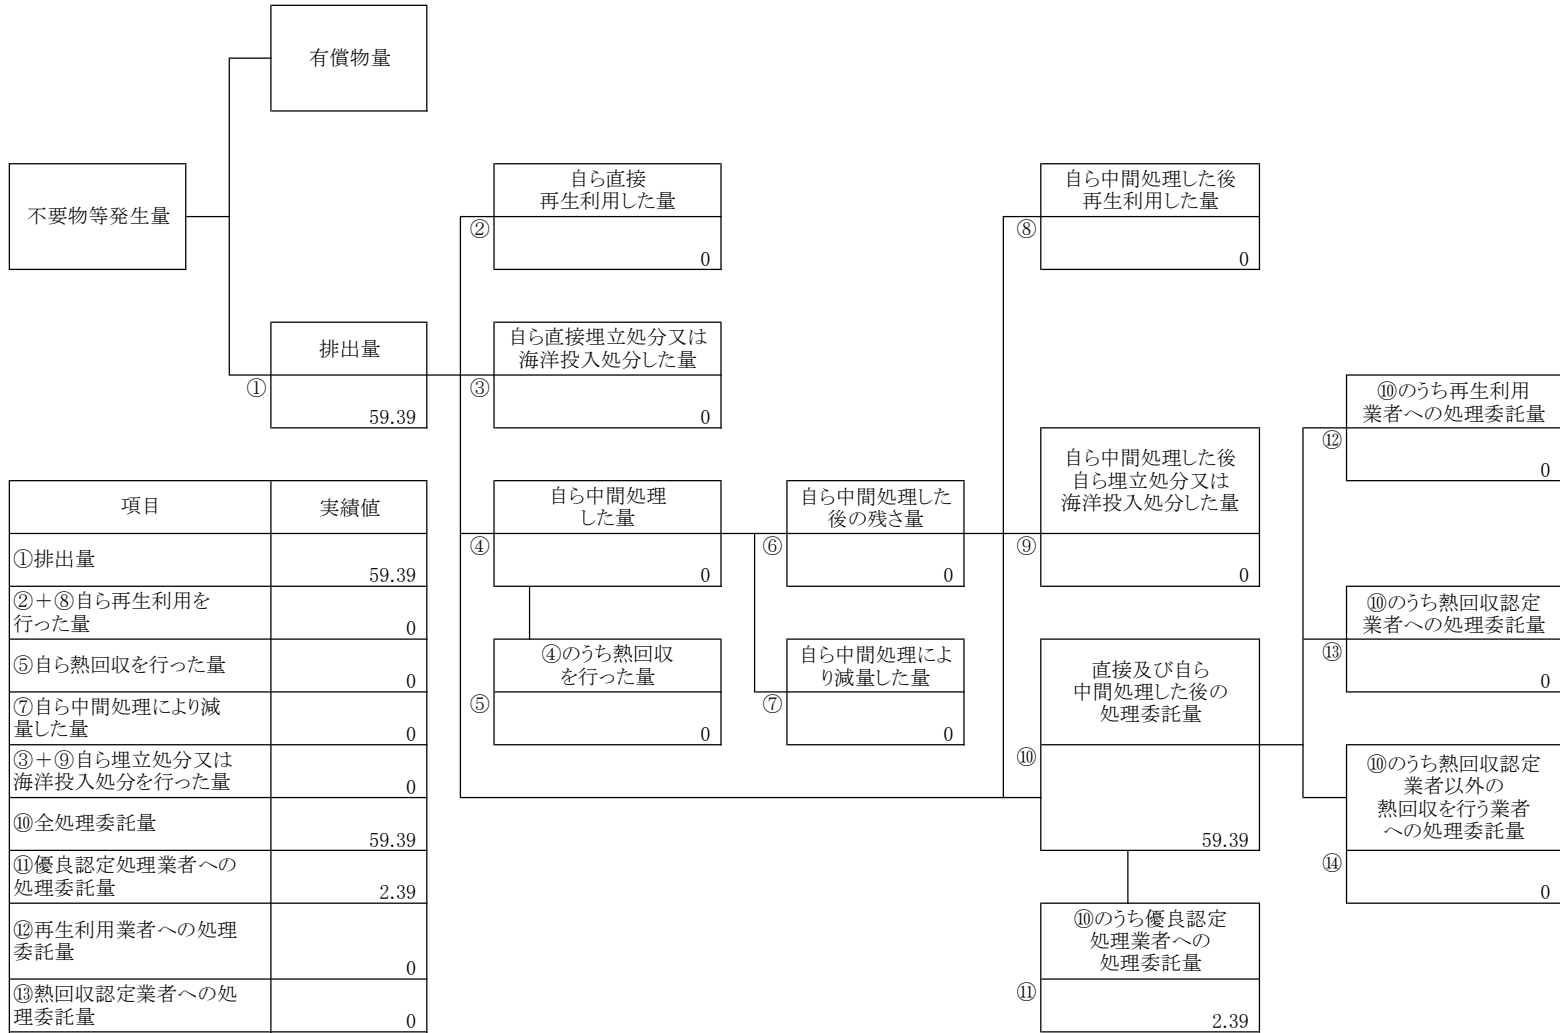 有償物量
不要物等発生量
自ら直接
再生利用した量
②
0
自ら中間処理した後
再生利用した量
⑧
0
排出量
①
59.39
自ら直接埋立処分又は
海洋投入処分した量
③
0
⑩のうち再生利用
業者への処理委託量
⑫
0
自ら中間処理した後
自ら埋立処分又は
海洋投入処分した量
⑨
0
自ら中間処理
した量
④
0
自ら中間処理した
後の残さ量
⑥
0
⑩のうち熱回収認定
業者への処理委託量
⑬
0
④のうち熱回収
を行った量
⑤
0
自ら中間処理によ
り減量した量
⑦
0
直接及び自ら
中間処理した後の
処理委託量
⑩
59.39
⑩のうち熱回収認定
業者以外の
熱回収を行う業者
への処理委託量
⑭
0
⑩のうち優良認定
処理業者への
処理委託量
⑪
2.39
項目 実績値
①排出量
59.39
②＋⑧自ら再生利用を
行った量 0
⑤自ら熱回収を行った量
0
⑦自ら中間処理により減
量した量 0
③＋⑨自ら埋立処分又は
海洋投入処分を行った量 0
⑩全処理委託量
59.39
⑪優良認定処理業者への
処理委託量 2.39
⑫再生利用業者への処理
委託量
0
⑬熱回収認定業者への処
理委託量 0